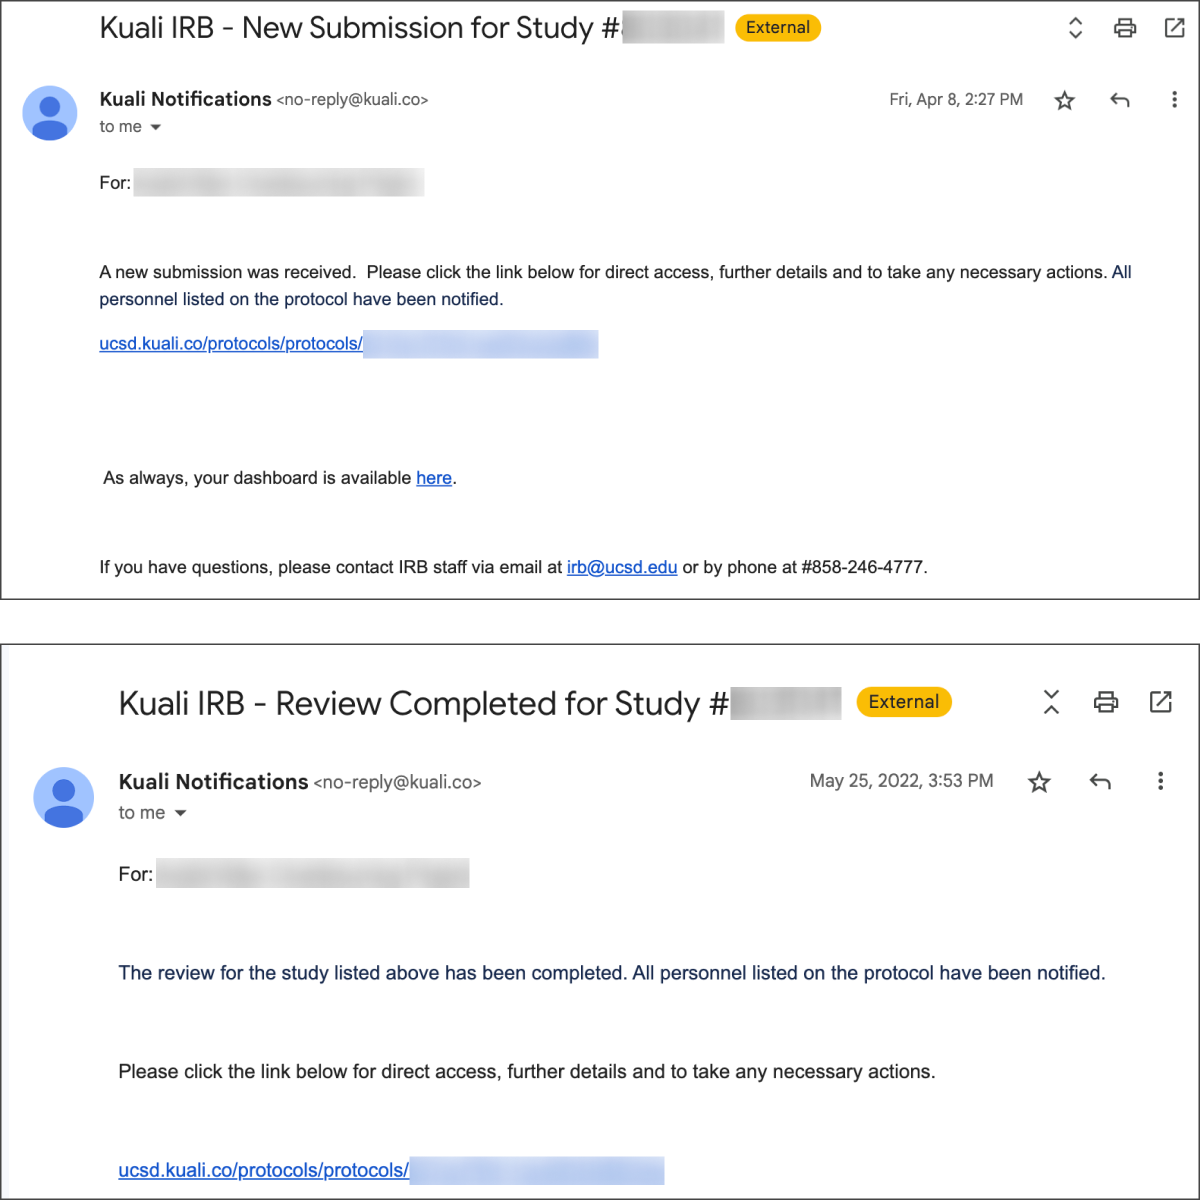 Kuali IRB - New Submission for Study # External
Kuali Notifications <no-reply@kuali.co> Fri, Apr 8, 2:27 PM
to me
For:
A new submission was received.  Please click the link below for direct access, further details and to take any necessary actions. All
personnel listed on the protocol have been notified.
ucsd.kuali.co/protocols/protocols/
As always, your dashboard is available here.
If you have questions, please contact IRB staff via email at irb@ucsd.edu or by phone at #858-246-4777.
Kuali IRB - Review Completed for Study # External
Kuali Notifications <no-reply@kuali.co> May 25, 2022, 3:53 PM
to me
For:
The review for the study listed above has been completed. All personnel listed on the protocol have been notified.
Please click the link below for direct access, further details and to take any necessary actions.
ucsd.kuali.co/protocols/protocols/